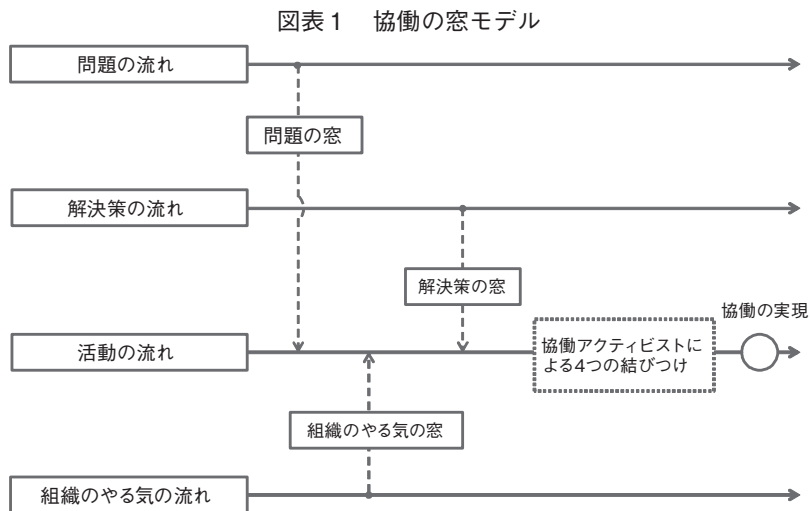 図表1 協働の窓モデル
問題の流れ
問題の窓
解決策の流れ
解決策の窓
協働の実現
活動の流れ
協働アクティビストに
よる4つの結びつけ
組織のやる気の窓
組織のやる気の流れ